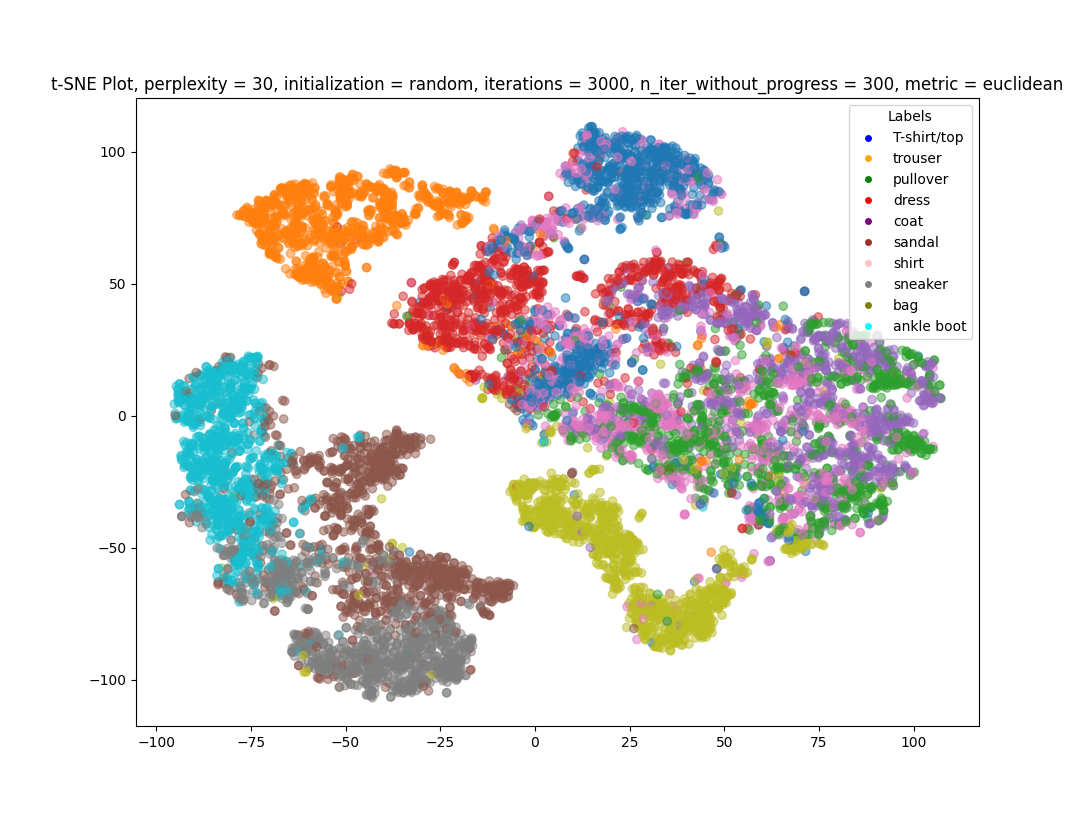 t-SNE Plot, perplexity = 30, initialization = random, iterations = 3000, n_iter_without_progress = 300, metric = euclidean
Labels
T-shirt/top
trouser
pullover
dress
coat
sandal
shirt
sneaker
bag
ankle boot
100
50
0
−50
−100
−100
−75
−50
−25
0
25
50
75
100